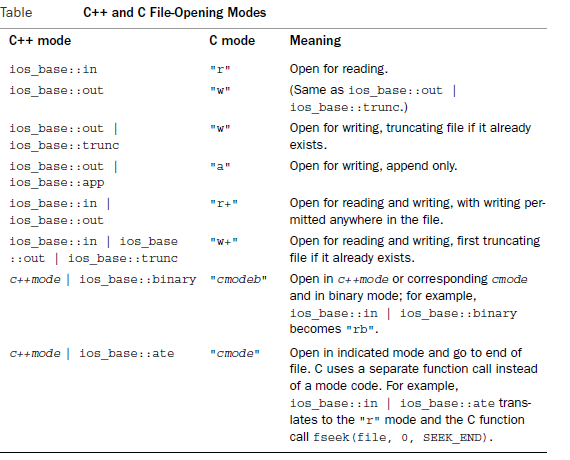 Table C++ and C File-Opening Modes
C++ mode C mode Meaning
ios_base::in "r" Open for reading.
ios_base::out "w" (Same as ios_base::out |
ios_base::trunc.)
ios_base::out | "w" Open for writing, truncating file if it already
ios_base::trunc exists.
ios_base::out | "a" Open for writing, append only.
ios_base::app
ios_base::in | "r+" Open for reading and writing, with writing per-
ios_base::out mitted anywhere in the file.
ios_base::in | ios_base "w+" Open for reading and writing, first truncating
::out | ios_base::trunc file if it already exists.
c++mode | ios_base::binary "cmodeb" Open in c++mode or corresponding cmode
and in binary mode; for example,
ios_base::in | ios_base::binary
becomes "rb".
c++mode | ios_base::ate "cmode" Open in indicated mode and go to end of
file. C uses a separate function call instead
of a mode code. For example,
ios_base::in | ios_base::ate trans-
lates to the "r" mode and the C function
call fseek(file, 0, SEEK_END).